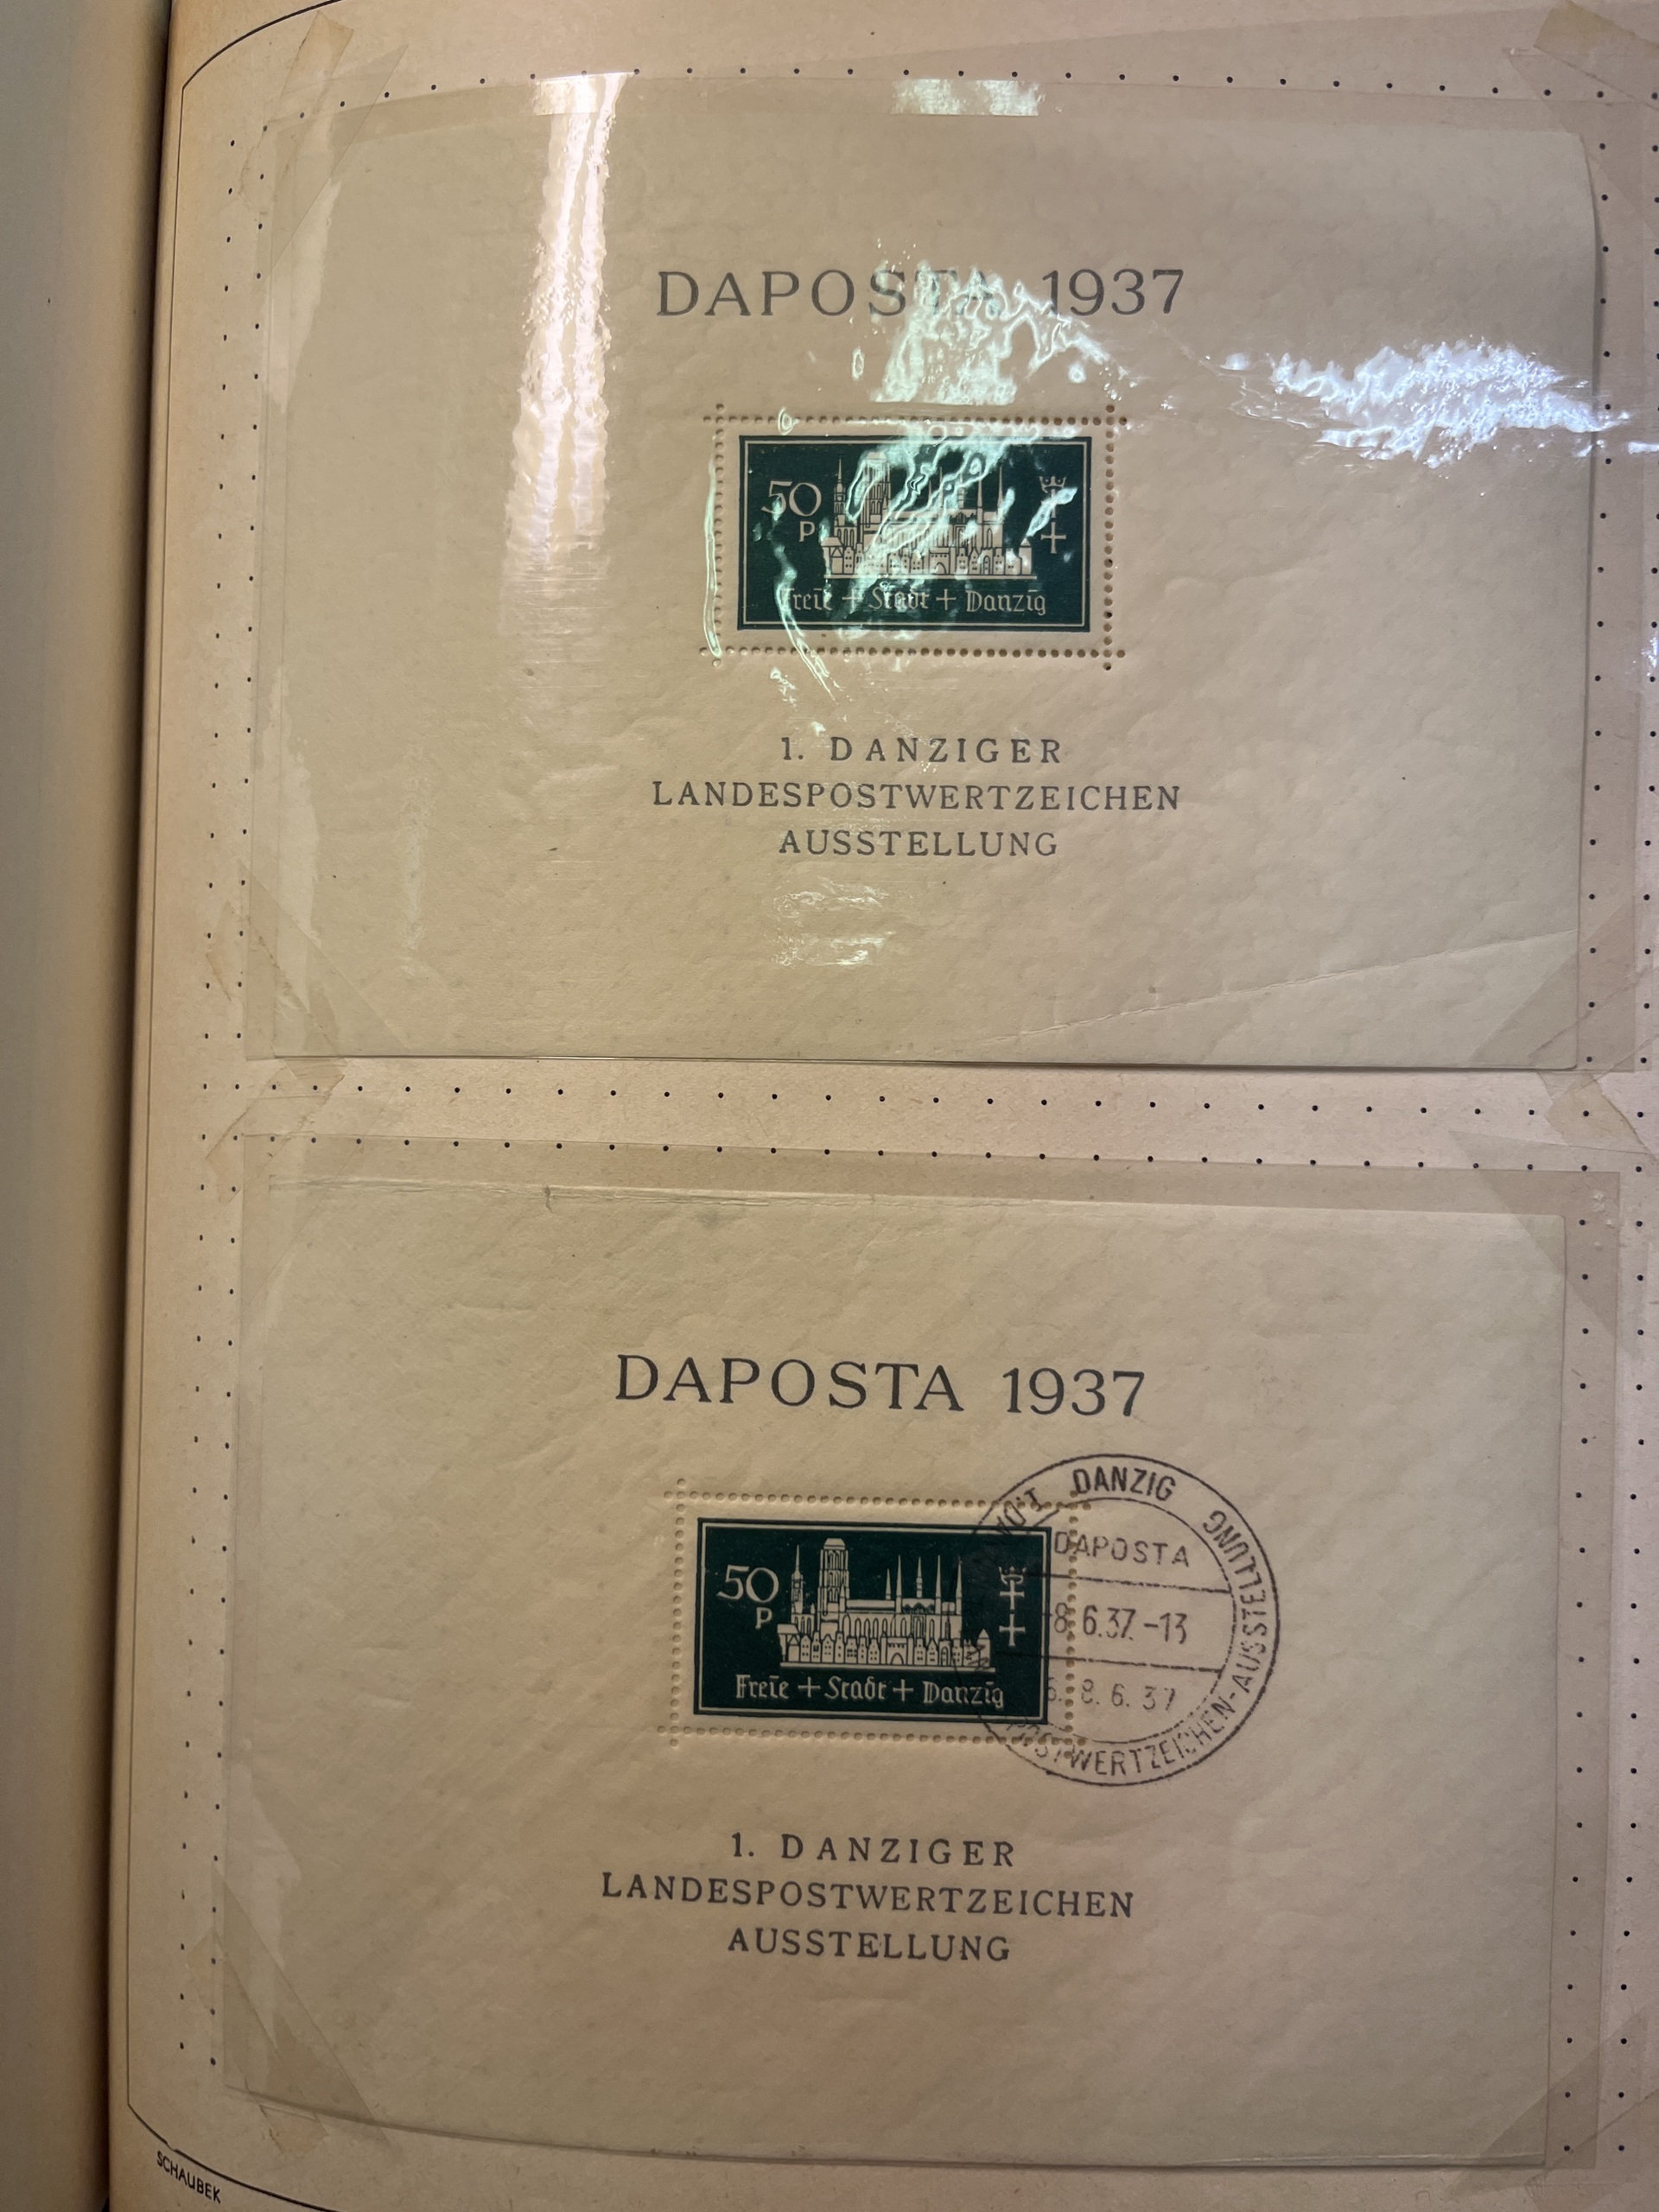 DAPOSTA 1937
50
P
Freie + Stadt + Danzig
1. DANZIGER
LANDESPOSTWERTZEICHEN
AUSSTELLUNG
DAPOSTA 1937
50
P
Freie + Stadt + Danzig
DANZIG
DAPOSTA
8.6.37.-13
8.6.37
POSTWERTZEICHEN-AUSSTELLUNG
1. DANZIGER
LANDESPOSTWERTZEICHEN
AUSSTELLUNG
SCHAUBEK